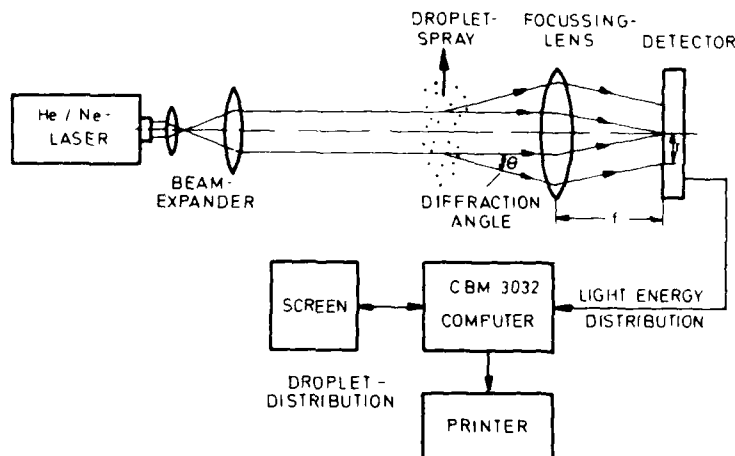 DROPLET-
SPRAY
FOCUSSING-
LENS
DETECTOR
He / Ne-
LASER
BEAM-
EXPANDER
θ
DIFFRACTION
ANGLE
r
f
SCREEN
CBM 3032
COMPUTER
LIGHT ENERGY
DISTRIBUTION
DROPLET-
DISTRIBUTION
PRINTER